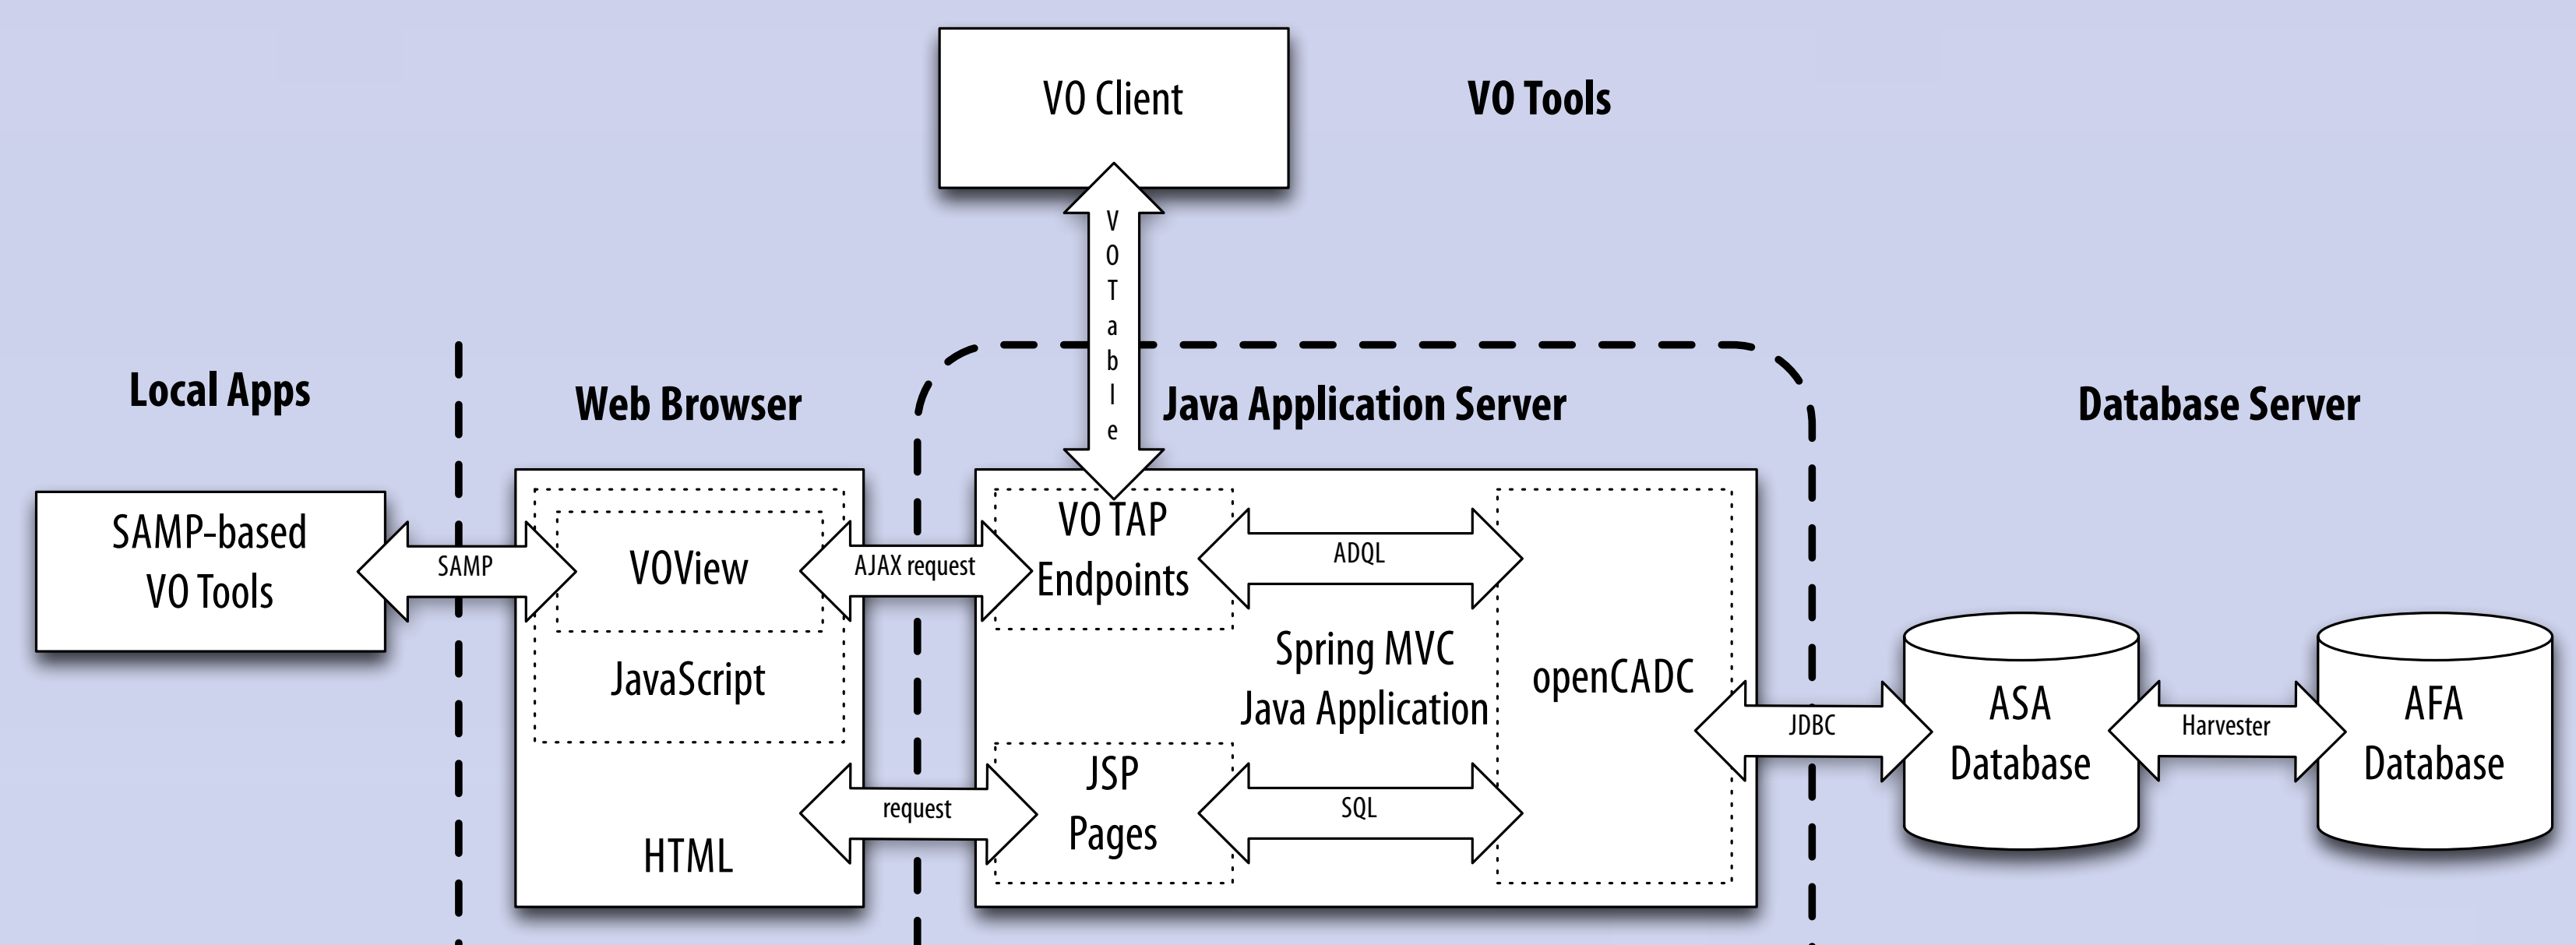 VO Client
VO Tools
VOTable
Local Apps
Web Browser
Java Application Server
Database Server
SAMP-based
VO Tools
SAMP
VOView
JavaScript
HTML
AJAX request
request
VO TAP
Endpoints
ADQL
Spring MVC
Java Application
openCADC
JSP
Pages
SQL
JDBC
ASA
Database
Harvester
AFA
Database